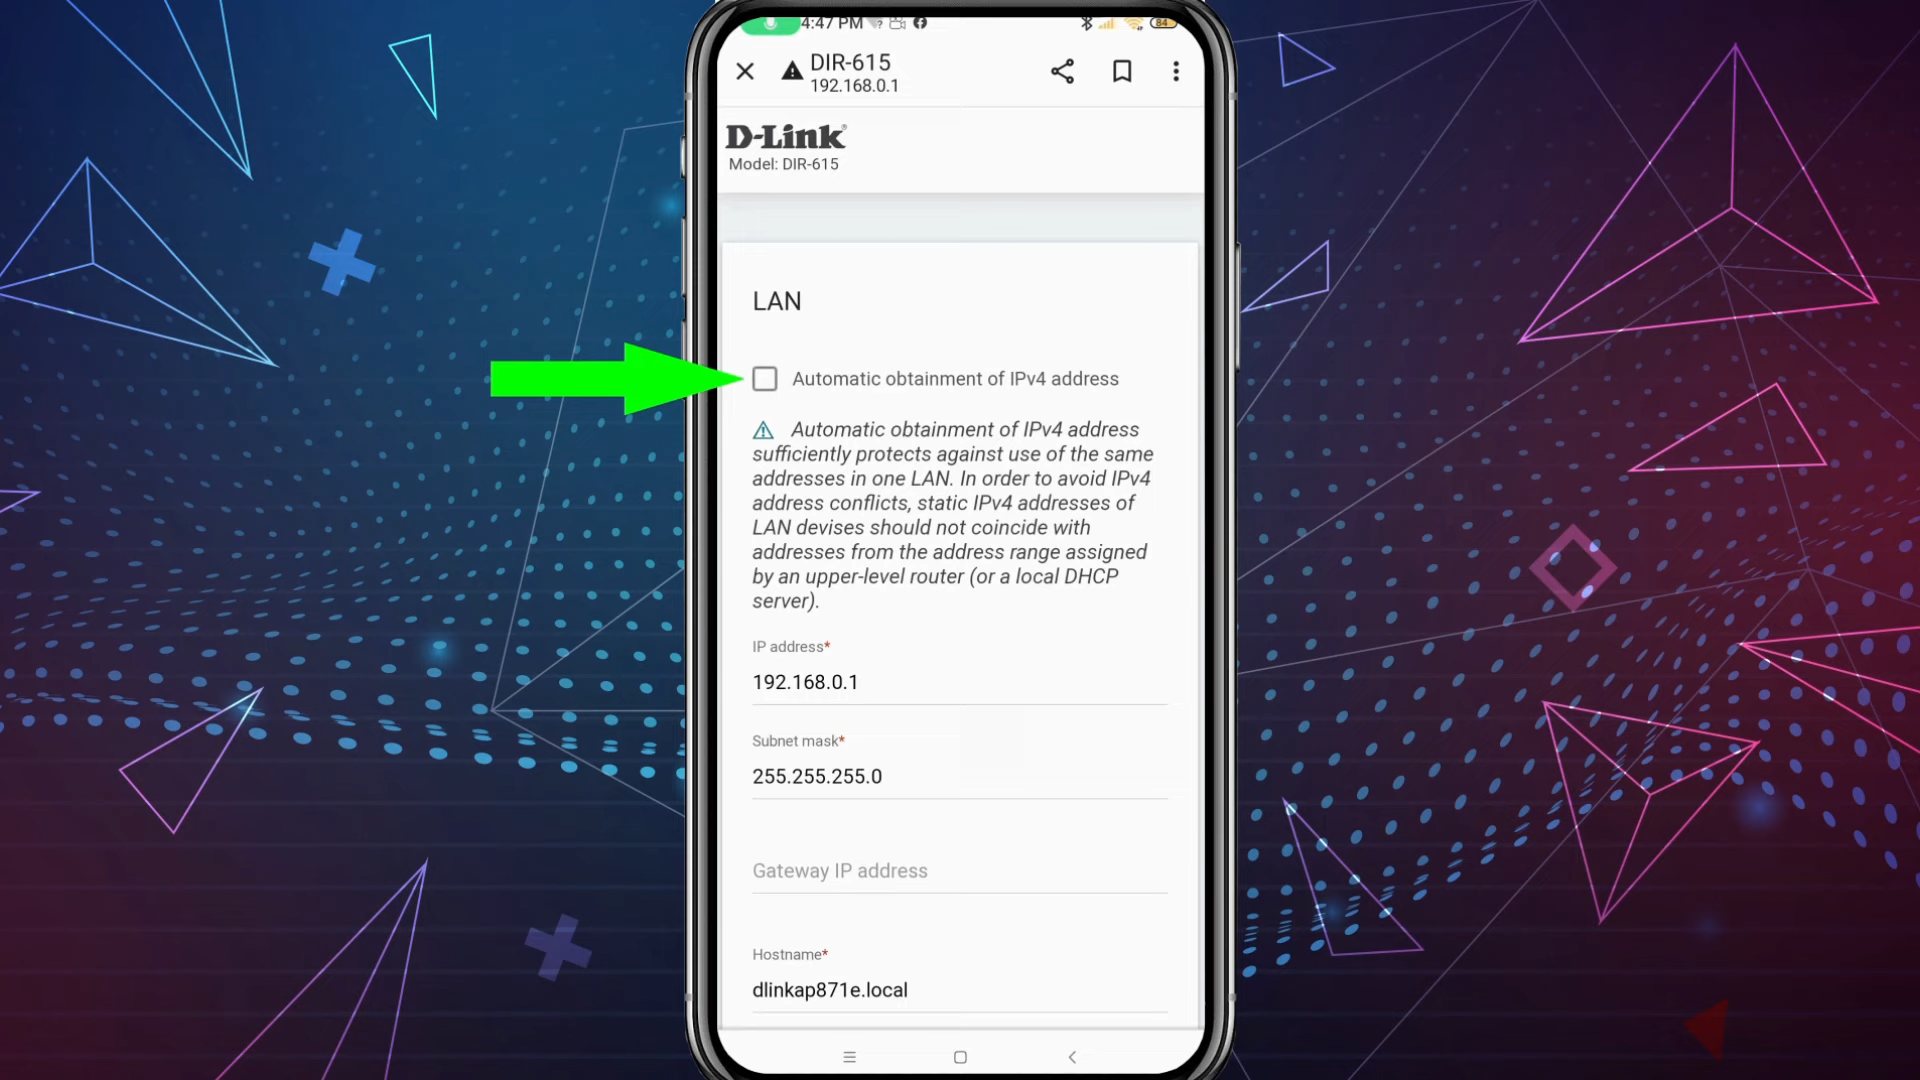 4:47 PM
84
DIR-615
192.168.0.1
D-Link
Model: DIR-615
LAN
Automatic obtainment of IPv4 address
Automatic obtainment of IPv4 address
sufficiently protects against use of the same
addresses in one LAN. In order to avoid IPv4
address conflicts, static IPv4 addresses of
LAN devises should not coincide with
addresses from the address range assigned
by an upper-level router (or a local DHCP
server).
IP address*
192.168.0.1
Subnet mask*
255.255.255.0
Gateway IP address
Hostname*
dlinkap871e.local